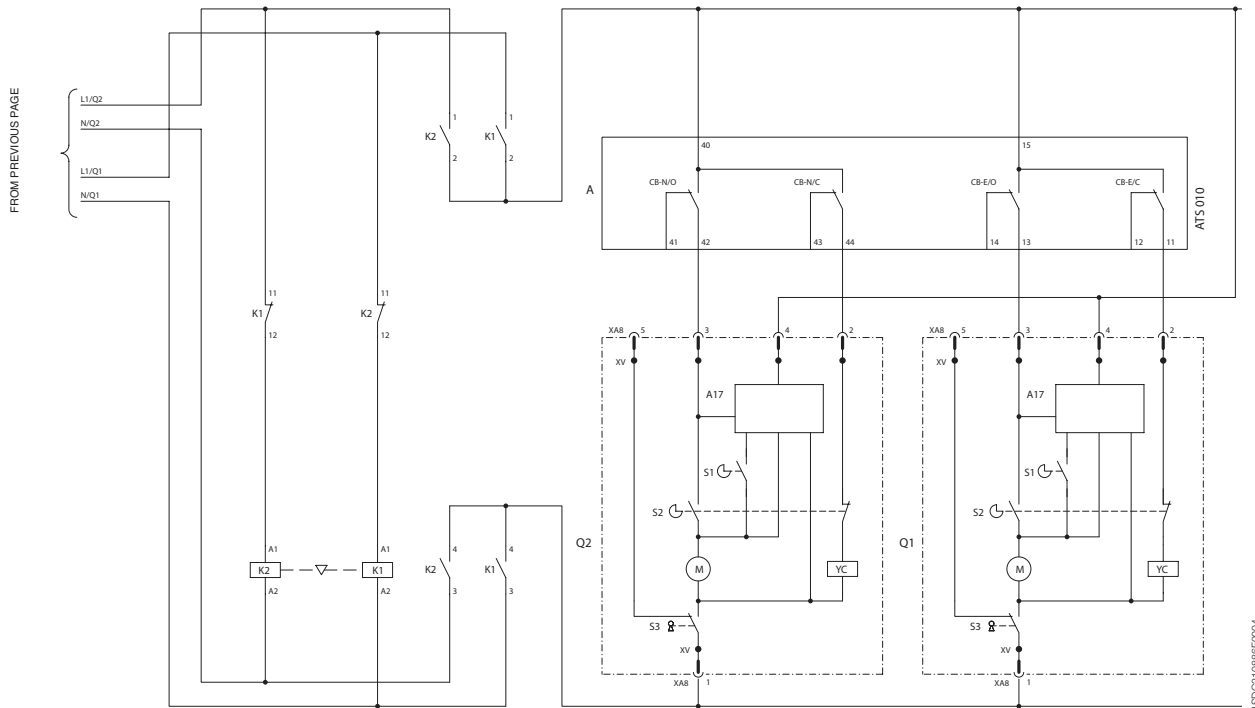 FROM PREVIOUS PAGE
L1/Q2
N/Q2
L1/Q1
N/Q1
K2
1
2
K1
1
2
A
40
15
CB-N/O
CB-N/C
CB-E/O
CB-E/C
ATS 010
41
42
43
44
14
13
12
11
K1
11
12
K2
11
12
XA8
5
3
4
2
XA8
5
3
4
2
XV
XV
A17
A17
S1
S1
S2
S2
Q2
Q1
A1
K2
A2
A1
K1
A2
K2
4
3
K1
4
3
M
YC
M
YC
S3
S3
XV
XV
XA8
1
XA8
1